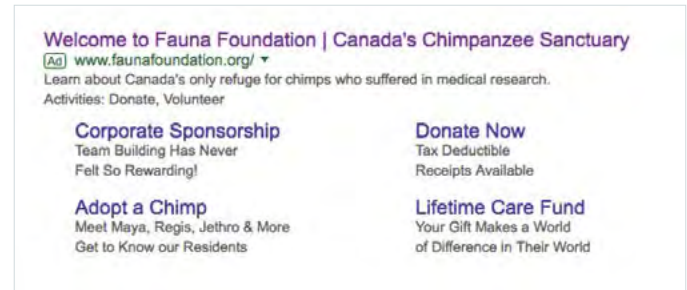 Welcome to Fauna Foundation | Canada's Chimpanzee Sanctuary
Ad www.faunafoundation.org/ ▼
Learn about Canada's only refuge for chimps who suffered in medical research.
Activities: Donate, Volunteer
Corporate Sponsorship
Team Building Has Never
Felt So Rewarding!
Donate Now
Tax Deductible
Receipts Available
Adopt a Chimp
Meet Maya, Regis, Jethro & More
Get to Know our Residents
Lifetime Care Fund
Your Gift Makes a World
of Difference in Their World